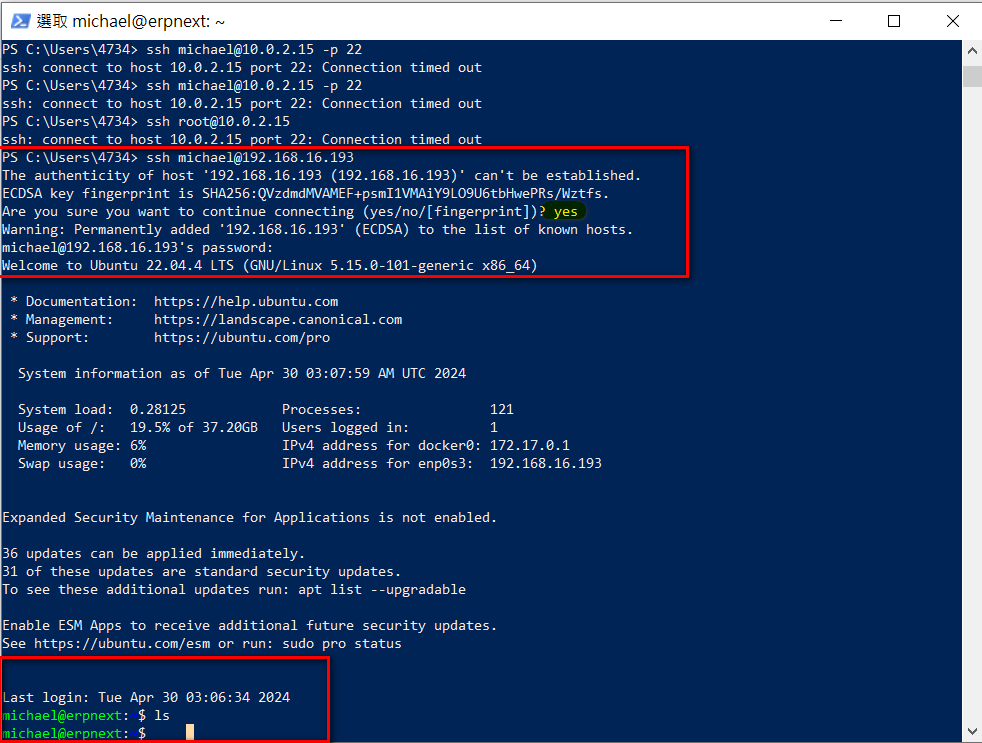 選取 michael@erpnext: ~
PS C:\Users\4734> ssh michael@10.0.2.15 -p 22
ssh: connect to host 10.0.2.15 port 22: Connection timed out
PS C:\Users\4734> ssh michael@10.0.2.15 -p 22
ssh: connect to host 10.0.2.15 port 22: Connection timed out
PS C:\Users\4734> ssh root@10.0.2.15
ssh: connect to host 10.0.2.15 port 22: Connection timed out
PS C:\Users\4734> ssh michael@192.168.16.193
The authenticity of host '192.168.16.193 (192.168.16.193)' can't be established.
ECDSA key fingerprint is SHA256:QVzdmdMVAMEF+psmI1VMAiY9LO9U6tbHwePRs/Wztfs.
Are you sure you want to continue connecting (yes/no/[fingerprint])? yes
Warning: Permanently added '192.168.16.193' (ECDSA) to the list of known hosts.
michael@192.168.16.193's password:
Welcome to Ubuntu 22.04.4 LTS (GNU/Linux 5.15.0-101-generic x86_64)
* Documentation: https://help.ubuntu.com
* Management: https://landscape.canonical.com
* Support: https://ubuntu.com/pro
System information as of Tue Apr 30 03:07:59 AM UTC 2024
System load: 0.28125 Processes: 121
Usage of /: 19.5% of 37.20GB Users logged in: 1
Memory usage: 6% IPv4 address for docker0: 172.17.0.1
Swap usage: 0% IPv4 address for enp0s3: 192.168.16.193
Expanded Security Maintenance for Applications is not enabled.
36 updates can be applied immediately.
31 of these updates are standard security updates.
To see these additional updates run: apt list --upgradable
Enable ESM Apps to receive additional future security updates.
See https://ubuntu.com/esm or run: sudo pro status
Last login: Tue Apr 30 03:06:34 2024
michael@erpnext:~$ ls
michael@erpnext:~$